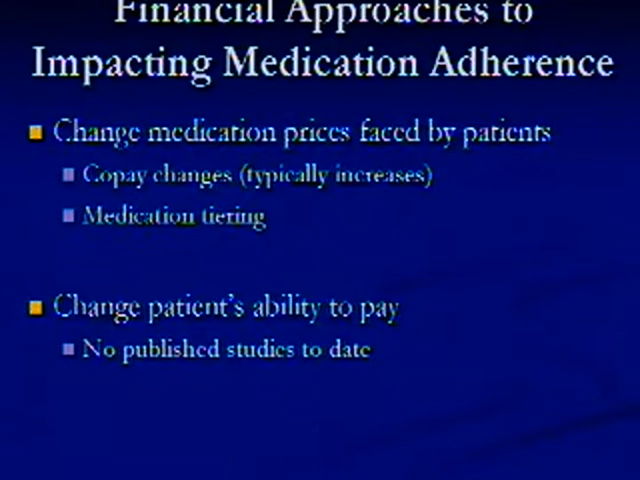 Financial Approaches to
Impacting Medication Adherence
Change medication prices faced by patients
Copay changes (typically increases)
Medication tiering
Change patient's ability to pay
No published studies to date